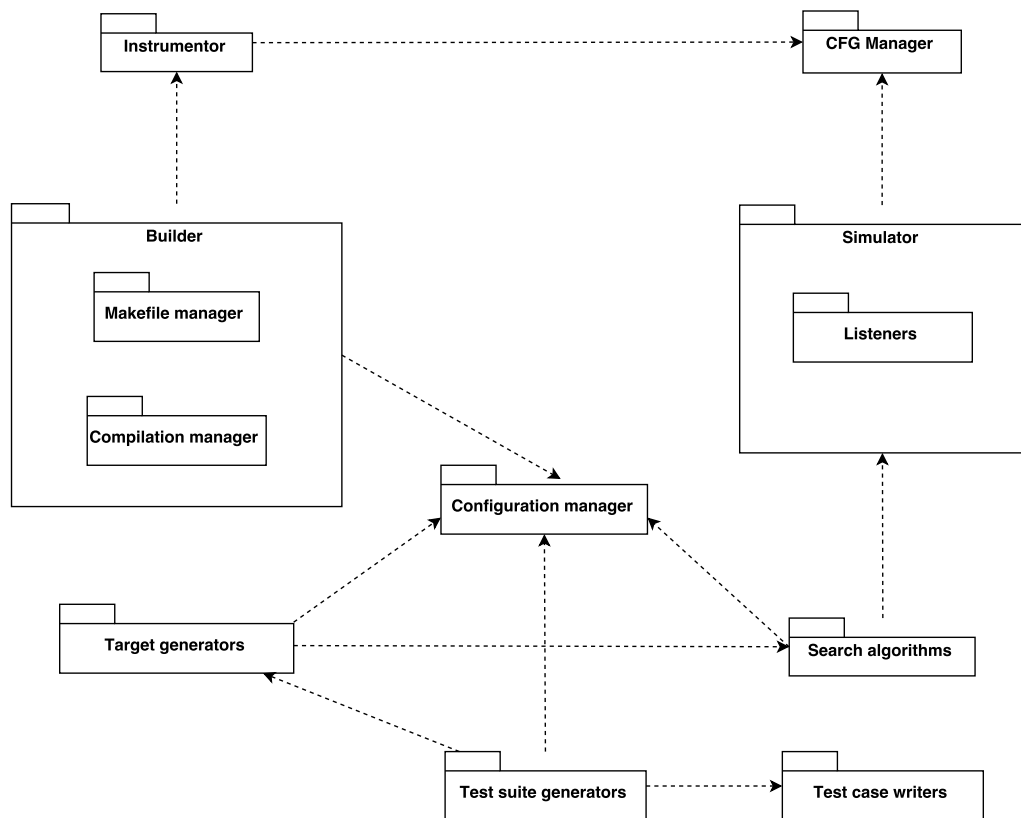 Instrumentor
CFG Manager
Builder
Simulator
Makefile manager
Listeners
Compilation manager
Configuration manager
Target generators
Search algorithms
Test suite generators
Test case writers